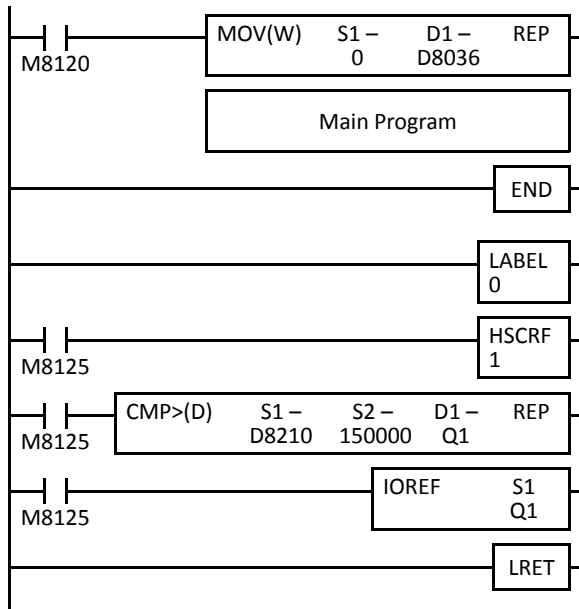 MOV(W) S1 – D1 – REP
0 D8036
M8120
Main Program
END
LABEL
0
HSCRF
1
M8125
CMP>(D) S1 – S2 – D1 – REP
D8210 150000 Q1
M8125
IOREF S1
Q1
M8125
LRET